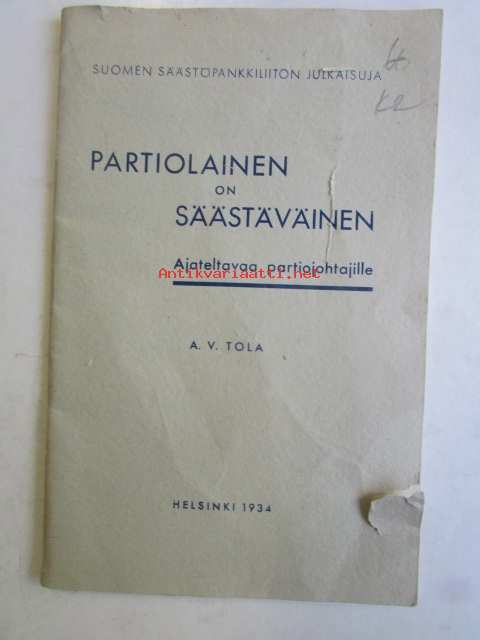 SUOMEN SÄÄSTÖPANKKILIITON JULKAISUJA
PARTIOLAINEN
ON
SÄÄSTÄVÄINEN
Ajateltavaa partiojohtajille
Antikvariaatti.net
A. V. TOLA
HELSINKI 1934